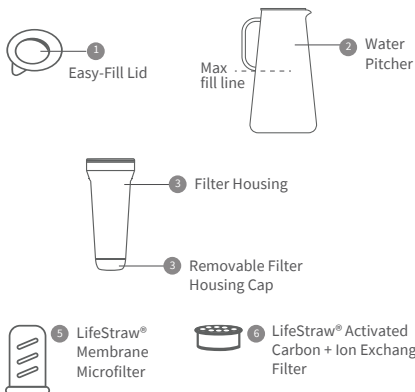 1
Easy-Fill Lid
2
Water
Pitcher
Max
fill line
3
Filter Housing
3
Removable Filter
Housing Cap
5
LifeStraw®
Membrane
Microfilter
6
LifeStraw® Activated
Carbon + Ion Exchang
Filter